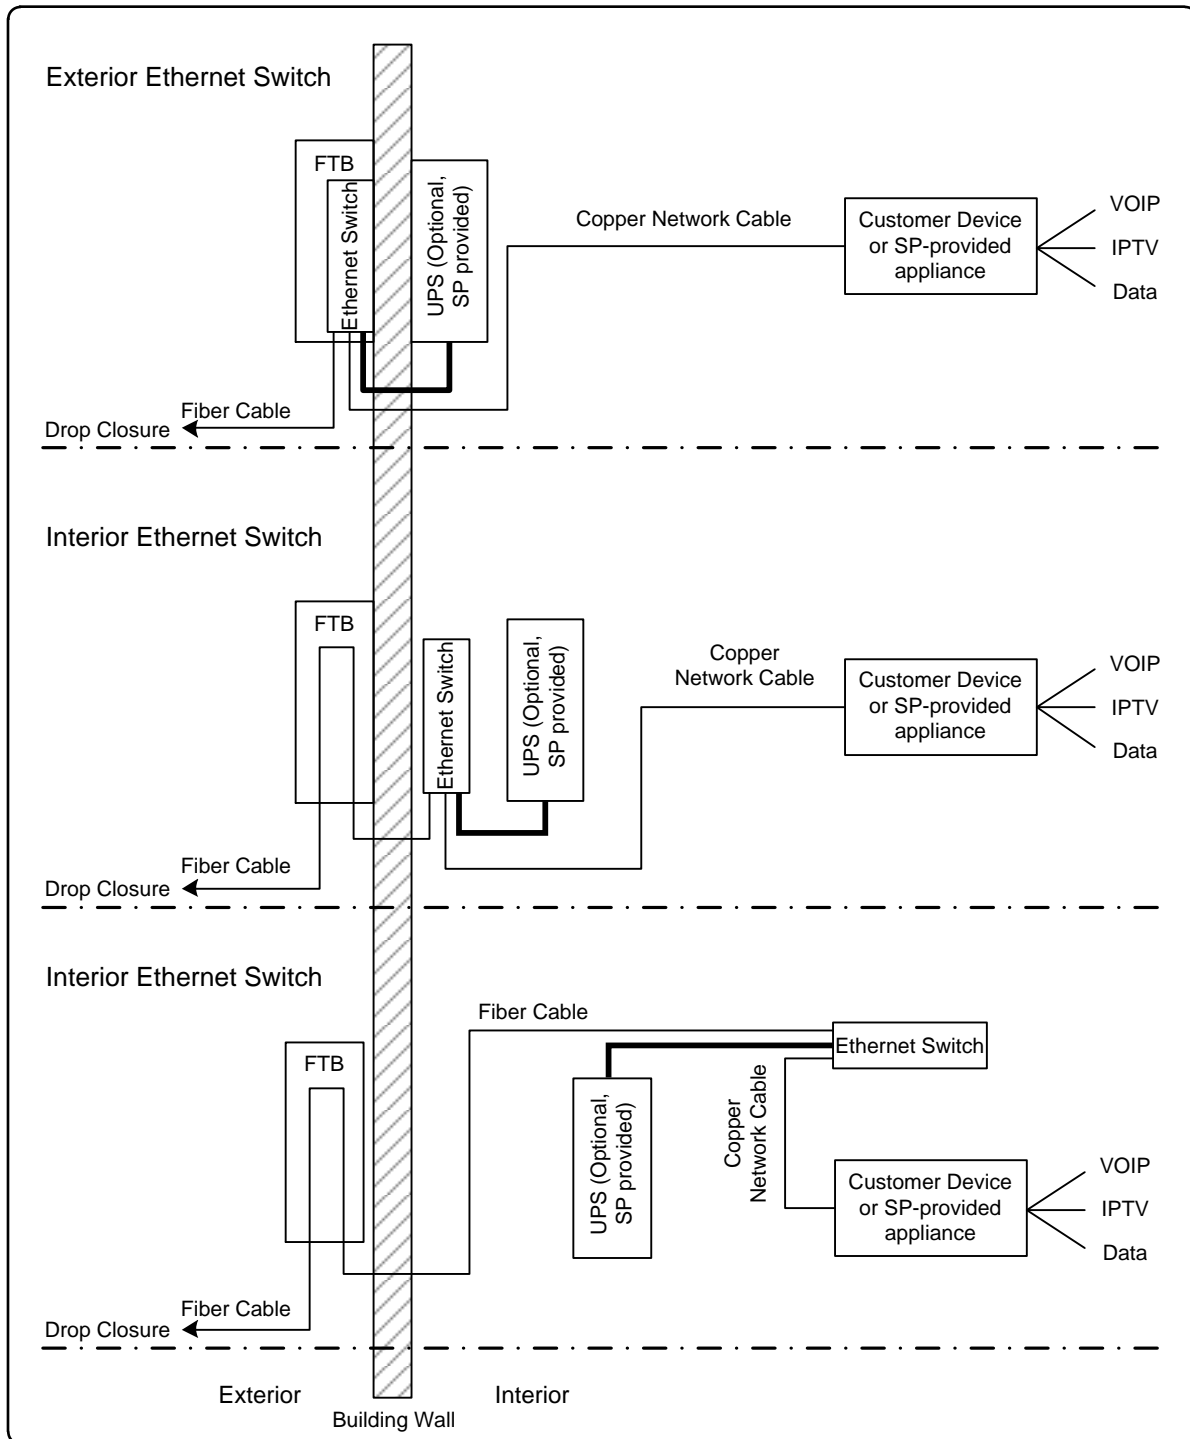 Exterior Ethernet Switch
FTB
Ethernet Switch
UPS (Optional,
SP provided)
Copper Network Cable
Customer Device
or SP-provided
appliance
VOIP
IPTV
Data
Fiber Cable
Drop Closure
Interior Ethernet Switch
FTB
Ethernet Switch
UPS (Optional,
SP provided)
Copper
Network Cable
Customer Device
or SP-provided
appliance
VOIP
IPTV
Data
Fiber Cable
Drop Closure
Interior Ethernet Switch
FTB
Fiber Cable
Ethernet Switch
UPS (Optional,
SP provided)
Copper
Network Cable
Customer Device
or SP-provided
appliance
VOIP
IPTV
Data
Fiber Cable
Drop Closure
Exterior
Interior
Building Wall